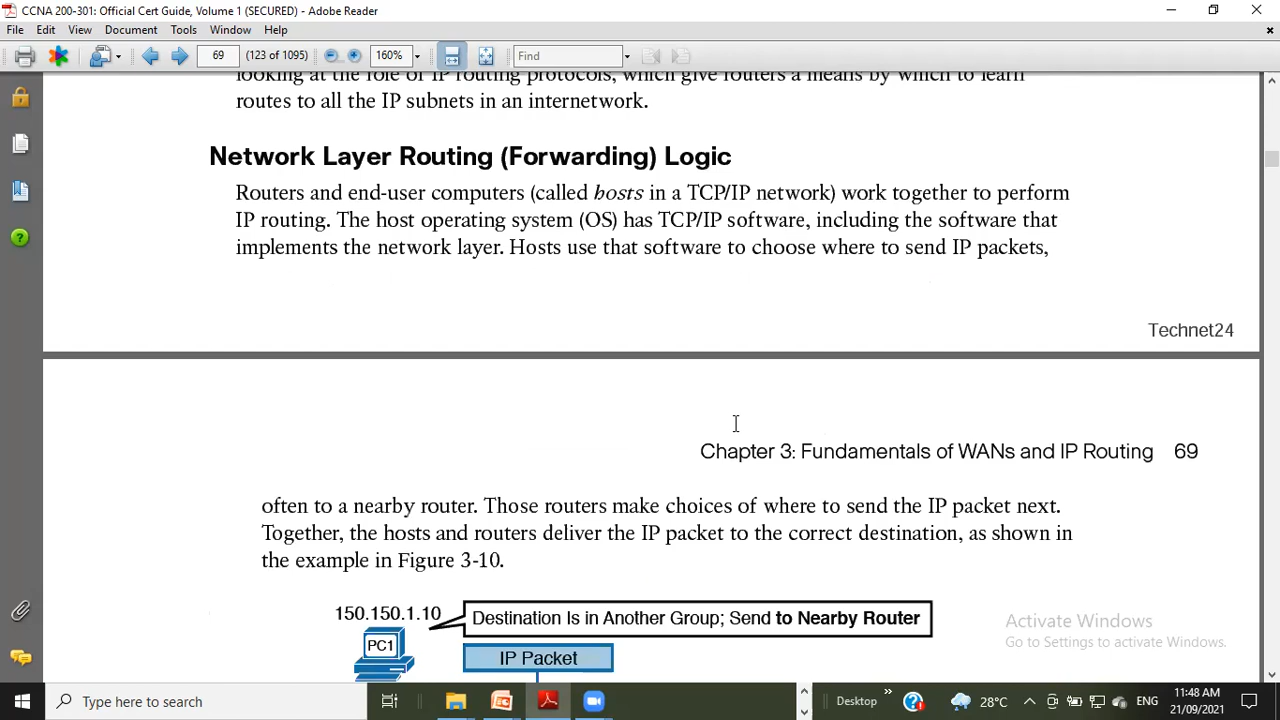 CCNA 200-301: Official Cert Guide, Volume 1 (SECURED) - Adobe Reader
File Edit View Document Tools Window Help
69 (123 of 1095) 160% Find
looking at the role of IP routing protocols, which give routers a means by which to learn
routes to all the IP subnets in an internetwork.
Network Layer Routing (Forwarding) Logic
Routers and end-user computers (called hosts in a TCP/IP network) work together to perform
IP routing. The host operating system (OS) has TCP/IP software, including the software that
implements the network layer. Hosts use that software to choose where to send IP packets,
Technet24
Chapter 3: Fundamentals of WANs and IP Routing 69
often to a nearby router. Those routers make choices of where to send the IP packet next.
Together, the hosts and routers deliver the IP packet to the correct destination, as shown in
the example in Figure 3-10.
150.150.1.10
Destination Is in Another Group; Send to Nearby Router
PC1
IP Packet
Activate Windows
Go to Settings to activate Windows.
Type here to search
Desktop
28°C
ENG
11:48 AM
21/09/2021